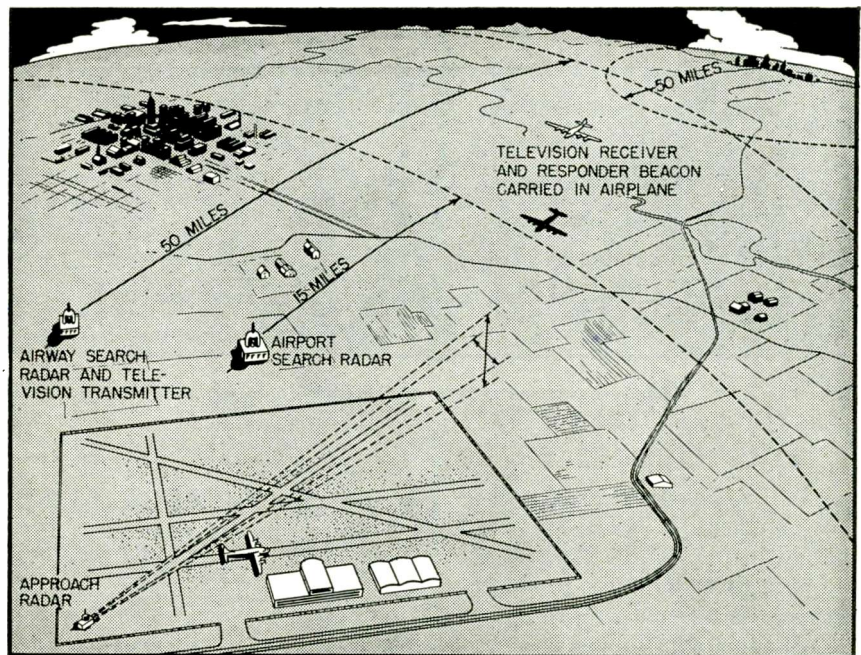 50 MILES
TELEVISION RECEIVER
AND RESPONDER BEACON
CARRIED IN AIRPLANE
50 MILES
15 MILES
AIRWAY SEARCH
RADAR AND TELE-
VISION TRANSMITTER
AIRPORT
SEARCH RADAR
APPROACH
RADAR